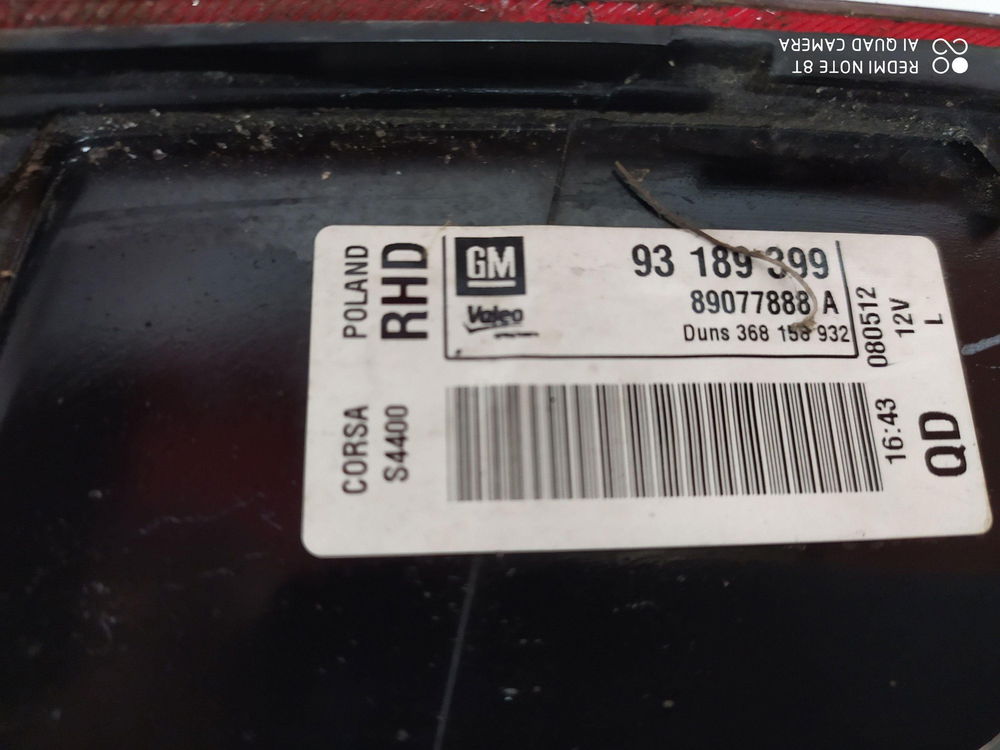 REDMI NOTE 8T
AI QUAD CAMERA
POLAND
RHD
GM
Valeo
93 189 399
89077888 A
Duns 368 158 932
080512
12V
L
CORSA
S4400
16:43
QD